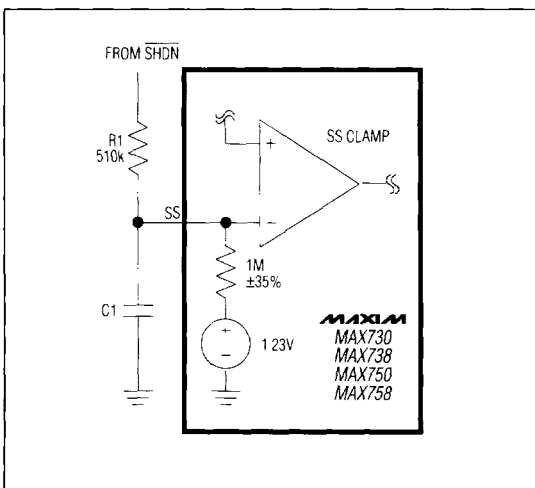 FROM SHDN
R1
510k
SS
SS CLAMP
+
−
1M
±35%
C1
+
−
1 23V
MAXIM
MAX730
MAX738
MAX750
MAX758